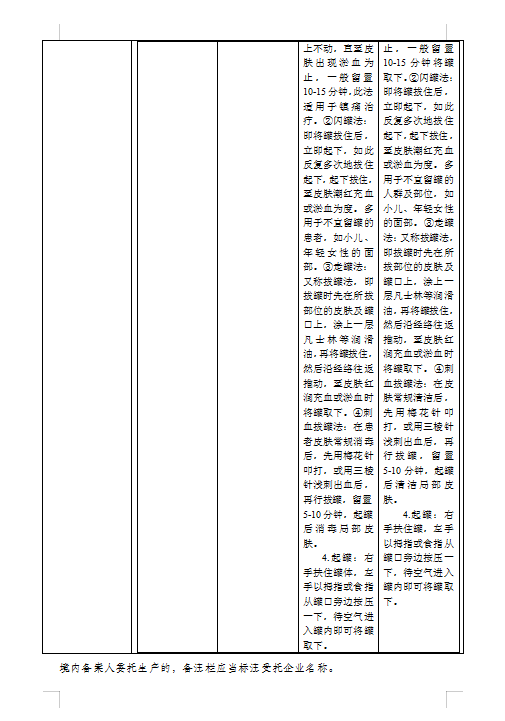 上不动，直至皮
肤出现淤血为
止，一般留置
10-15分钟，此法
适用于镇痛治
疗。②闪罐法：
即将罐拔住后，
立即起下，如此
反复多次地拔住
起下，起下拔住，
至皮肤潮红充血
或淤血为度。多
用于不宜留罐的
患者，如小儿、
年轻女性的面
部。③走罐法：
又称拔罐法，即
拔罐时先在所拔
部位的皮肤及罐
口上，涂上一层
凡士林等润滑
油，再将罐拔住，
然后沿经络往返
推动，至皮肤红
润充血或淤血时
将罐取下。④刺
血拔罐法：在患
者皮肤常规消毒
后，先用梅花针
叩打，或用三棱
针浅刺出血后，
再行拔罐，留置
5-10分钟，起罐
后消毒局部皮
肤。
4.起罐：右
手扶住罐体，左
手以拇指或食指
从罐口旁边按压
一下，待空气进
入罐内即可将罐
取下。
止，一般留置
10-15分钟将罐
取下。②闪罐法：
即将罐拔住后，
立即起下，如此
反复多次地拔住
起下，起下拔住，
至皮肤潮红充血
或淤血为度。多
用于不宜留罐的
人群及部位，如
小儿、年轻女性
的面部。③走罐
法：又称拔罐法，
即拔罐时先在所
拔部位的皮肤及
罐口上，涂上一
层凡士林等润滑
油，再将罐拔住，
然后沿经络往返
推动，至皮肤红
润充血或淤血时
将罐取下。④刺
血拔罐法：在皮
肤常规清洁后，
先用梅花针叩
打，或用三棱针
浅刺出血后，再
行拔罐，留置
5-10分钟，起罐
后清洁局部皮
肤。
4.起罐：右
手扶住罐，左手
以拇指或食指从
罐口旁边按压一
下，待空气进入
罐内即可将罐取
下。
境内备案人委托生产的，备注栏应当标注受托企业名称。